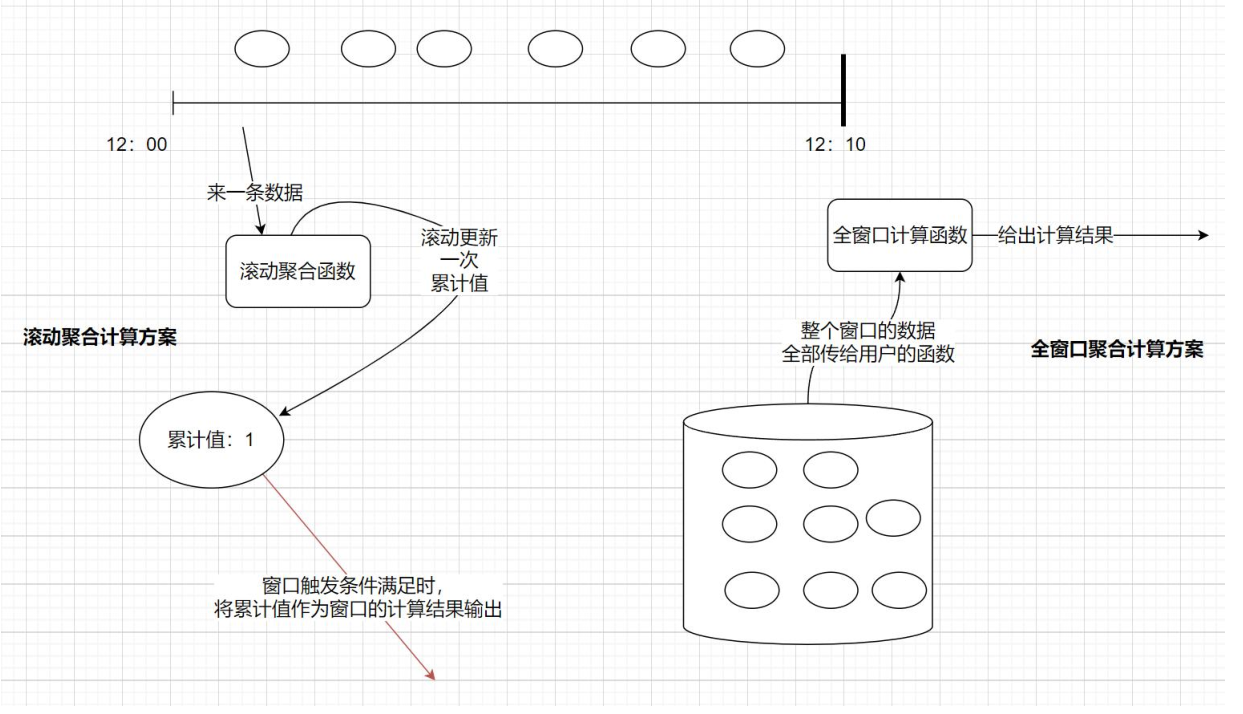 12：00
12：10
来一条数据
滚动聚合函数
滚动更新
一次
累计值
滚动聚合计算方案
累计值：1
窗口触发条件满足时，
将累计值作为窗口的计算结果输出
全窗口计算函数
给出计算结果
整个窗口的数据
全部传给用户的函数
全窗口聚合计算方案